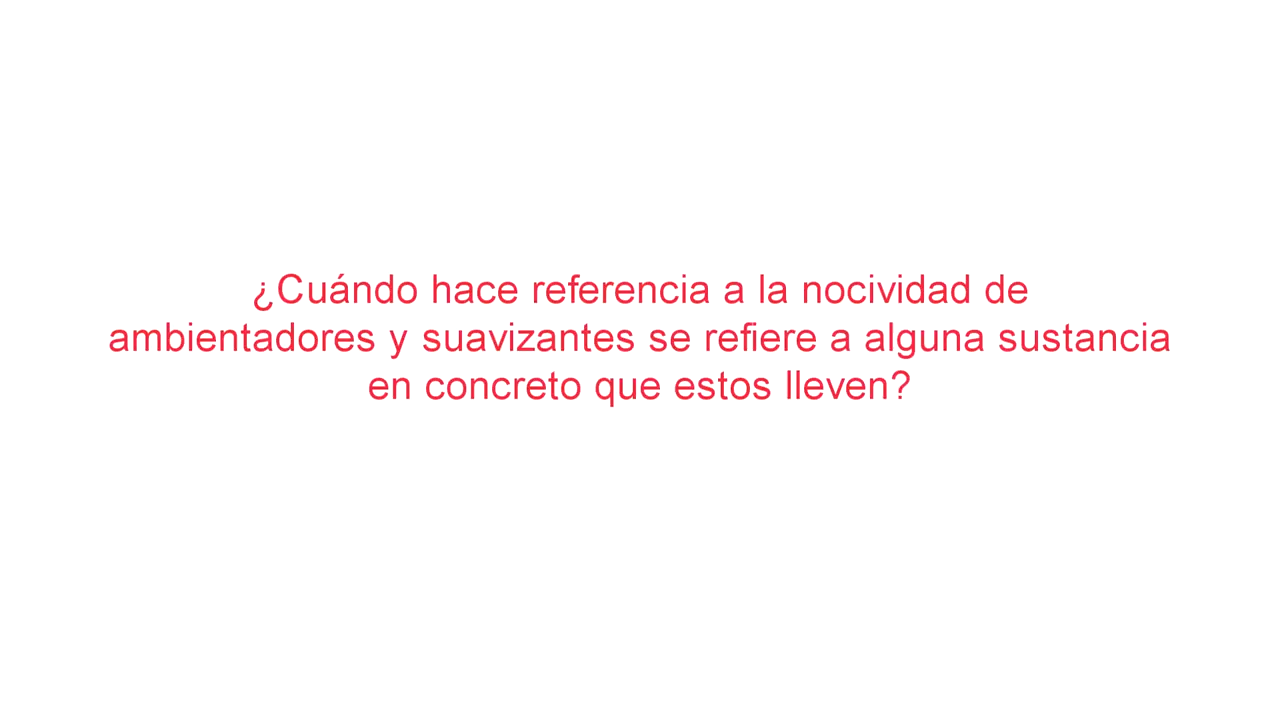 ¿Cuándo hace referencia a la nocividad de
ambientadores y suavizantes se refiere a alguna sustancia
en concreto que estos lleven?